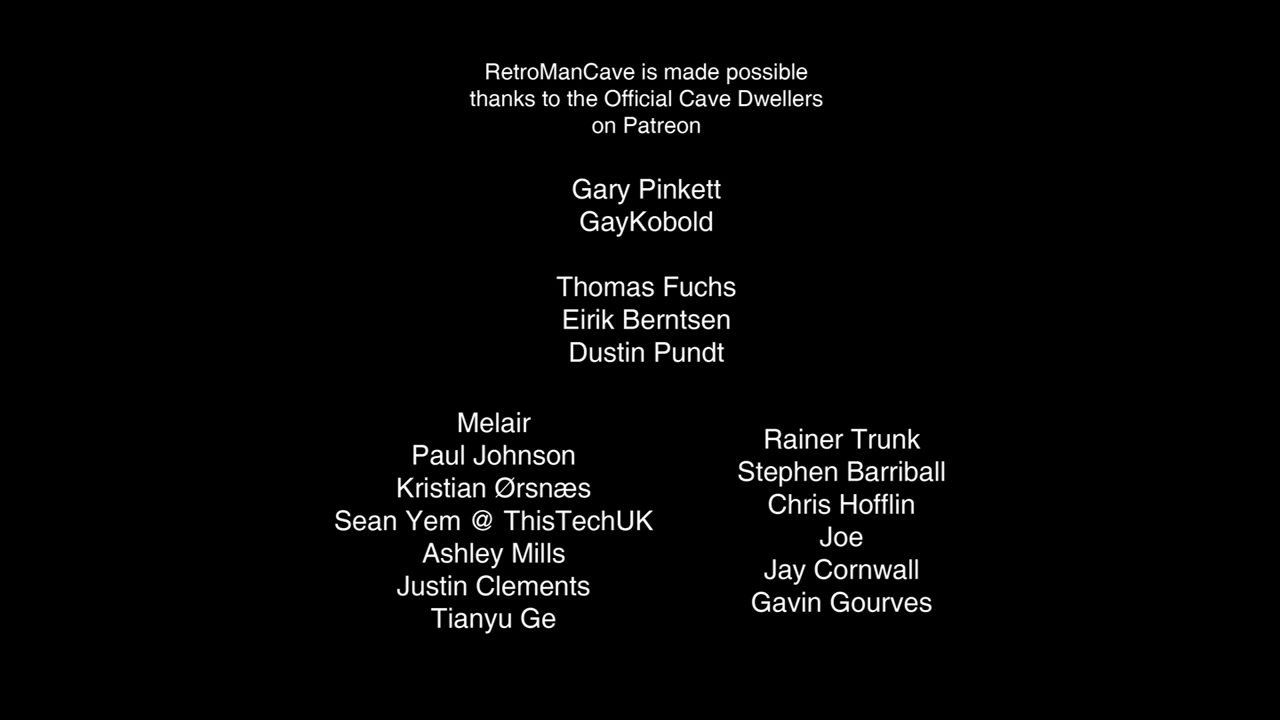 RetroManCave is made possible
thanks to the Official Cave Dwellers
on Patreon
Gary Pinkett
GayKobold
Thomas Fuchs
Eirik Berntsen
Dustin Pundt
Melair
Paul Johnson
Kristian Ørsnæs
Sean Yem @ ThisTechUK
Ashley Mills
Justin Clements
Tianyu Ge
Rainer Trunk
Stephen Barriball
Chris Hofflin
Joe
Jay Cornwall
Gavin Gourves